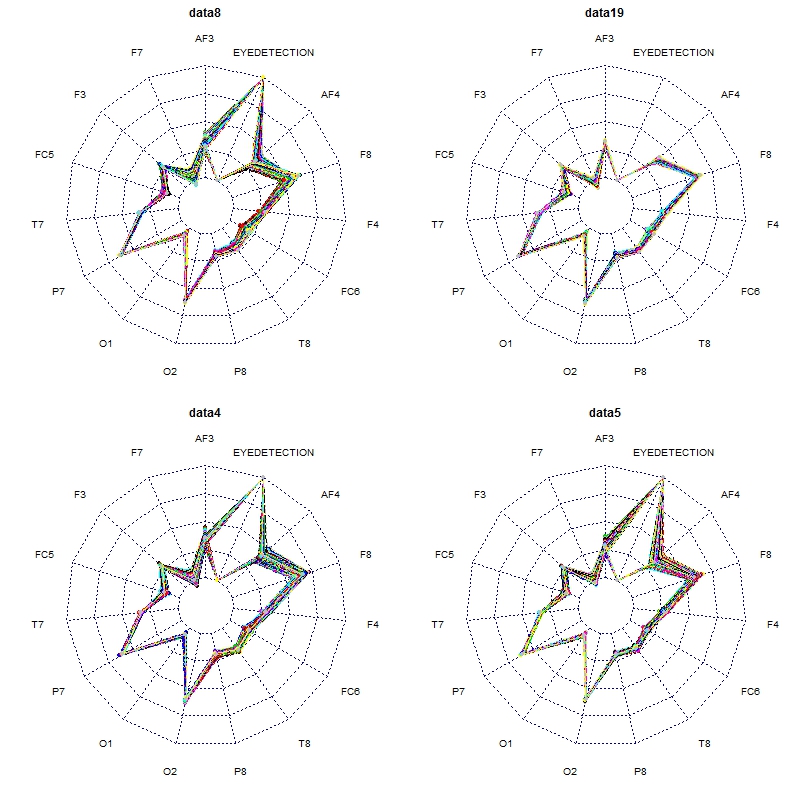 data8
AF3
EYEDETECTION
F7
AF4
F3
F8
FC5
F4
T7
FC6
P7
T8
O1
P8
O2
data19
AF3
EYEDETECTION
F7
AF4
F3
F8
FC5
F4
T7
FC6
P7
T8
O1
P8
O2
data4
AF3
EYEDETECTION
F7
AF4
F3
F8
FC5
F4
T7
FC6
P7
T8
O1
P8
O2
data5
AF3
EYEDETECTION
F7
AF4
F3
F8
FC5
F4
T7
FC6
P7
T8
O1
P8
O2